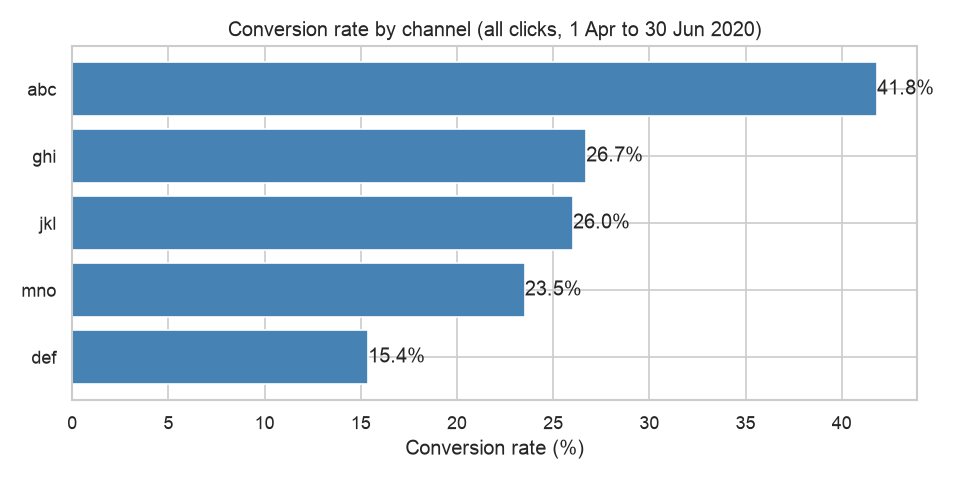 Conversion rate by channel (all clicks, 1 Apr to 30 Jun 2020)
abc 41.8%
ghi 26.7%
jkl 26.0%
mno 23.5%
def 15.4%
0 5 10 15 20 25 30 35 40
Conversion rate (%)